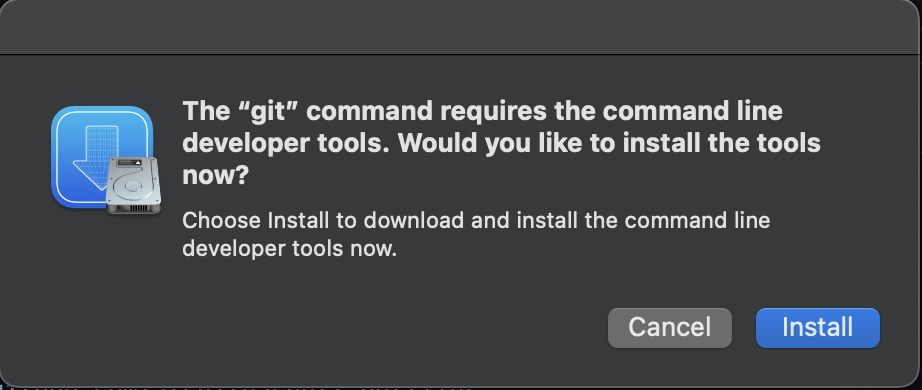 The “git” command requires the command line
developer tools. Would you like to install the tools
now?
Choose Install to download and install the command line
developer tools now.
Cancel
Install